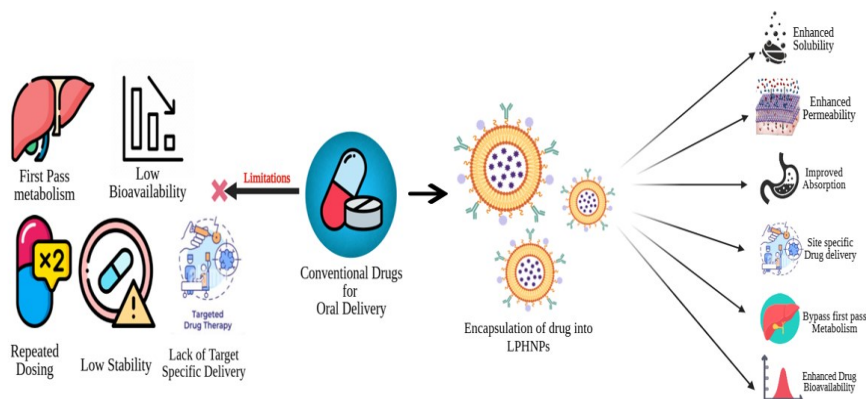 First Pass
metabolism
Low
Bioavailability
×2
Repeated
Dosing
Low Stability
Targeted
Drug Therapy
Lack of Target
Specific Delivery
Limitations
Conventional Drugs
for
Oral Delivery
Encapsulation of drug into
LPHNPs
Enhanced
Solubility
Enhanced
Permeability
Improved
Absorption
Site specific
Drug delivery
Bypass first pass
Metabolism
Enhanced Drug
Bioavailability